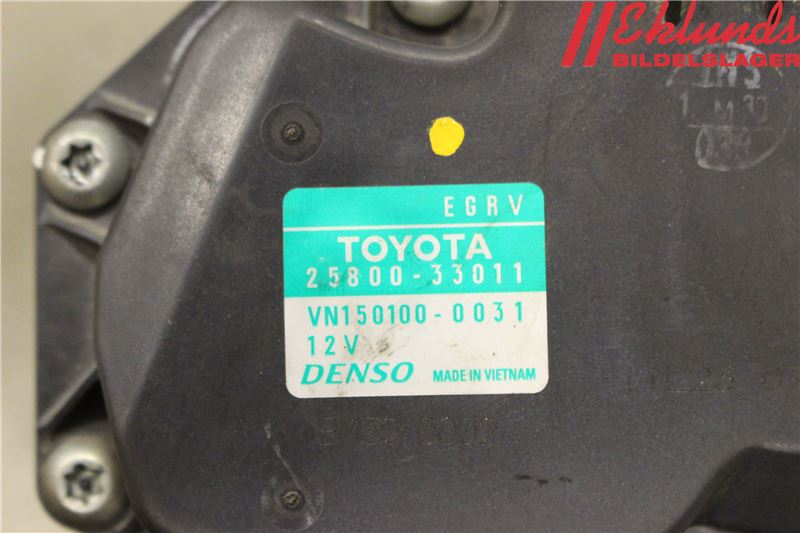 Eklunds
BILDELSLAGER
EGRV
TOYOTA
25800-33011
VN150100-0031
12V
DENSO MADE IN VIETNAM